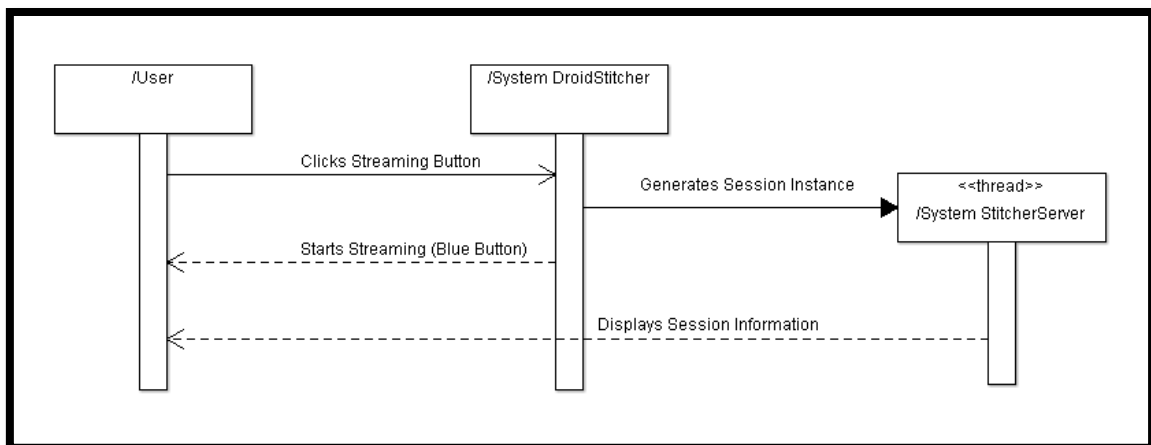 /User
/System DroidStitcher
Clicks Streaming Button
Generates Session Instance
<<thread>>
/System StitcherServer
Starts Streaming (Blue Button)
Displays Session Information